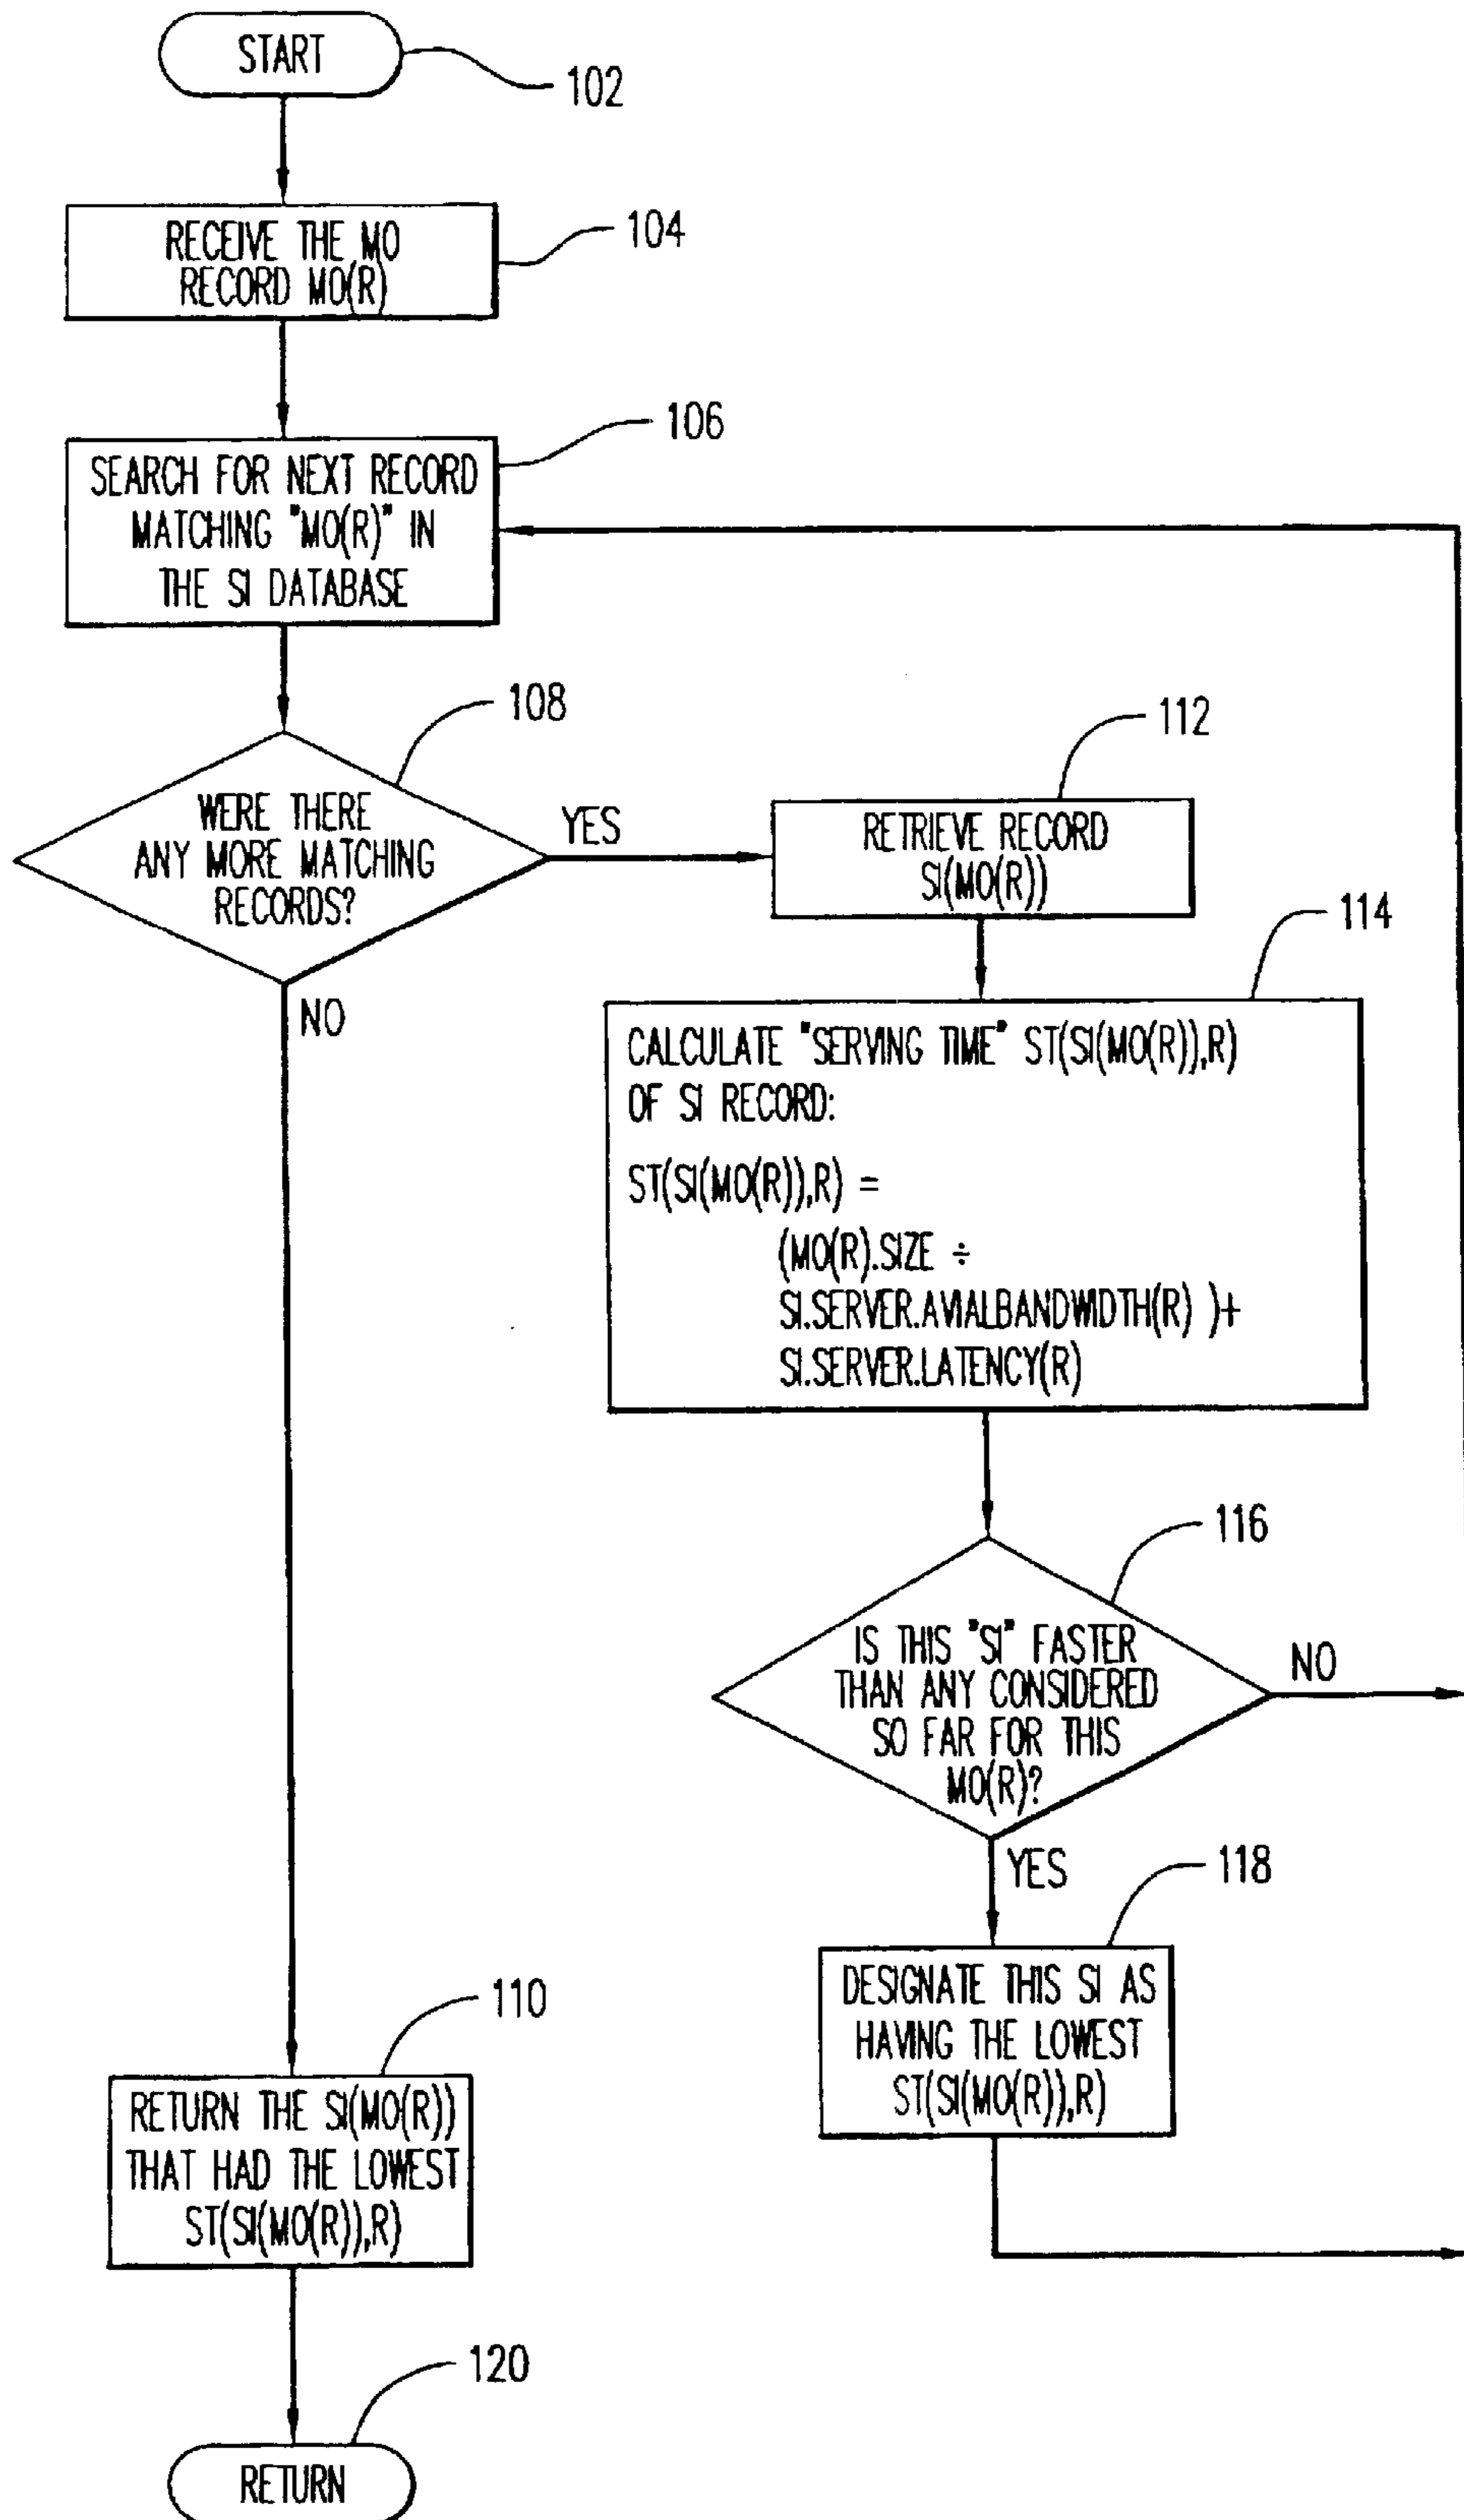 START
102
RECEIVE THE MO
RECORD MO(R)
104
106
SEARCH FOR NEXT RECORD
MATCHING "MO(R)" IN
THE SI DATABASE
108
WERE THERE
ANY MORE MATCHING
RECORDS?
YES
NO
112
RETRIEVE RECORD
SI(MO(R))
114
CALCULATE "SERVING TIME" ST(SI(MO(R)),R)
OF SI RECORD:
ST(SI(MO(R)),R) =
(MO(R).SIZE ÷
SI.SERVER.AVIALBANDWIDTH(R) )+
SI.SERVER.LATENCY(R)
116
IS THIS "SI" FASTER
THAN ANY CONSIDERED
SO FAR FOR THIS
MO(R)?
NO
YES
118
DESIGNATE THIS SI AS
HAVING THE LOWEST
ST(SI(MO(R)),R)
110
RETURN THE SI(MO(R))
THAT HAD THE LOWEST
ST(SI(MO(R)),R)
120
RETURN